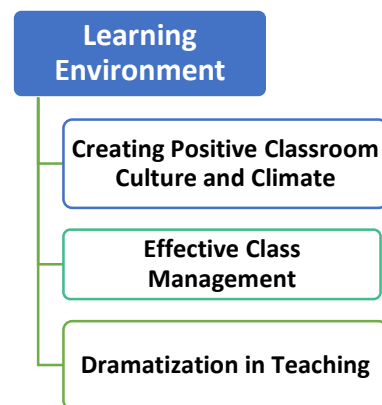 Learning
Environment
Creating Positive Classroom
Culture and Climate
Effective Class
Management
Dramatization in Teaching